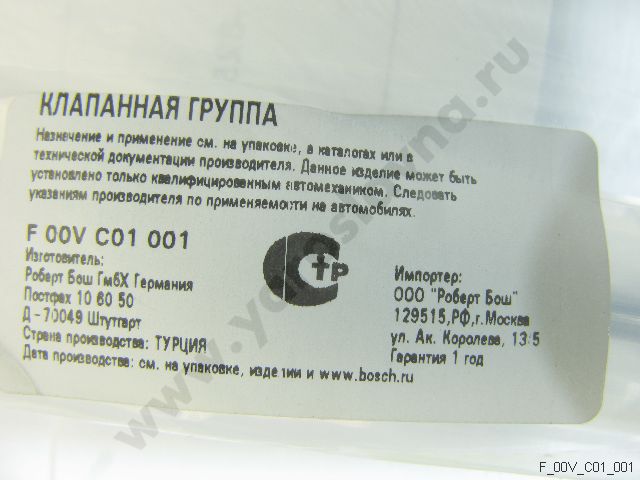 КЛАПАННАЯ ГРУППА
Назначение и применение см. на упаковке, в каталогах или в
технической документации производителя. Данное изделие может быть
установлено только квалифицированным автомехаником. Следовать
указаниям производителя по применяемости на автомобилях.
F 00V C01 001
Изготовитель:
Роберт Бош ГмбХ Германия
Постфах 10 60 50
Д-70049 Штутгарт
Страна производства: ТУРЦИЯ
Дата производства: см. на упаковке, изделии и www.bosch.ru
Стр
Импортер:
ООО "Роберт Бош"
129515,РФ,г.Москва
ул. Ак. Королева, 13/5
Гарантия 1 год
F_00V_C01_001